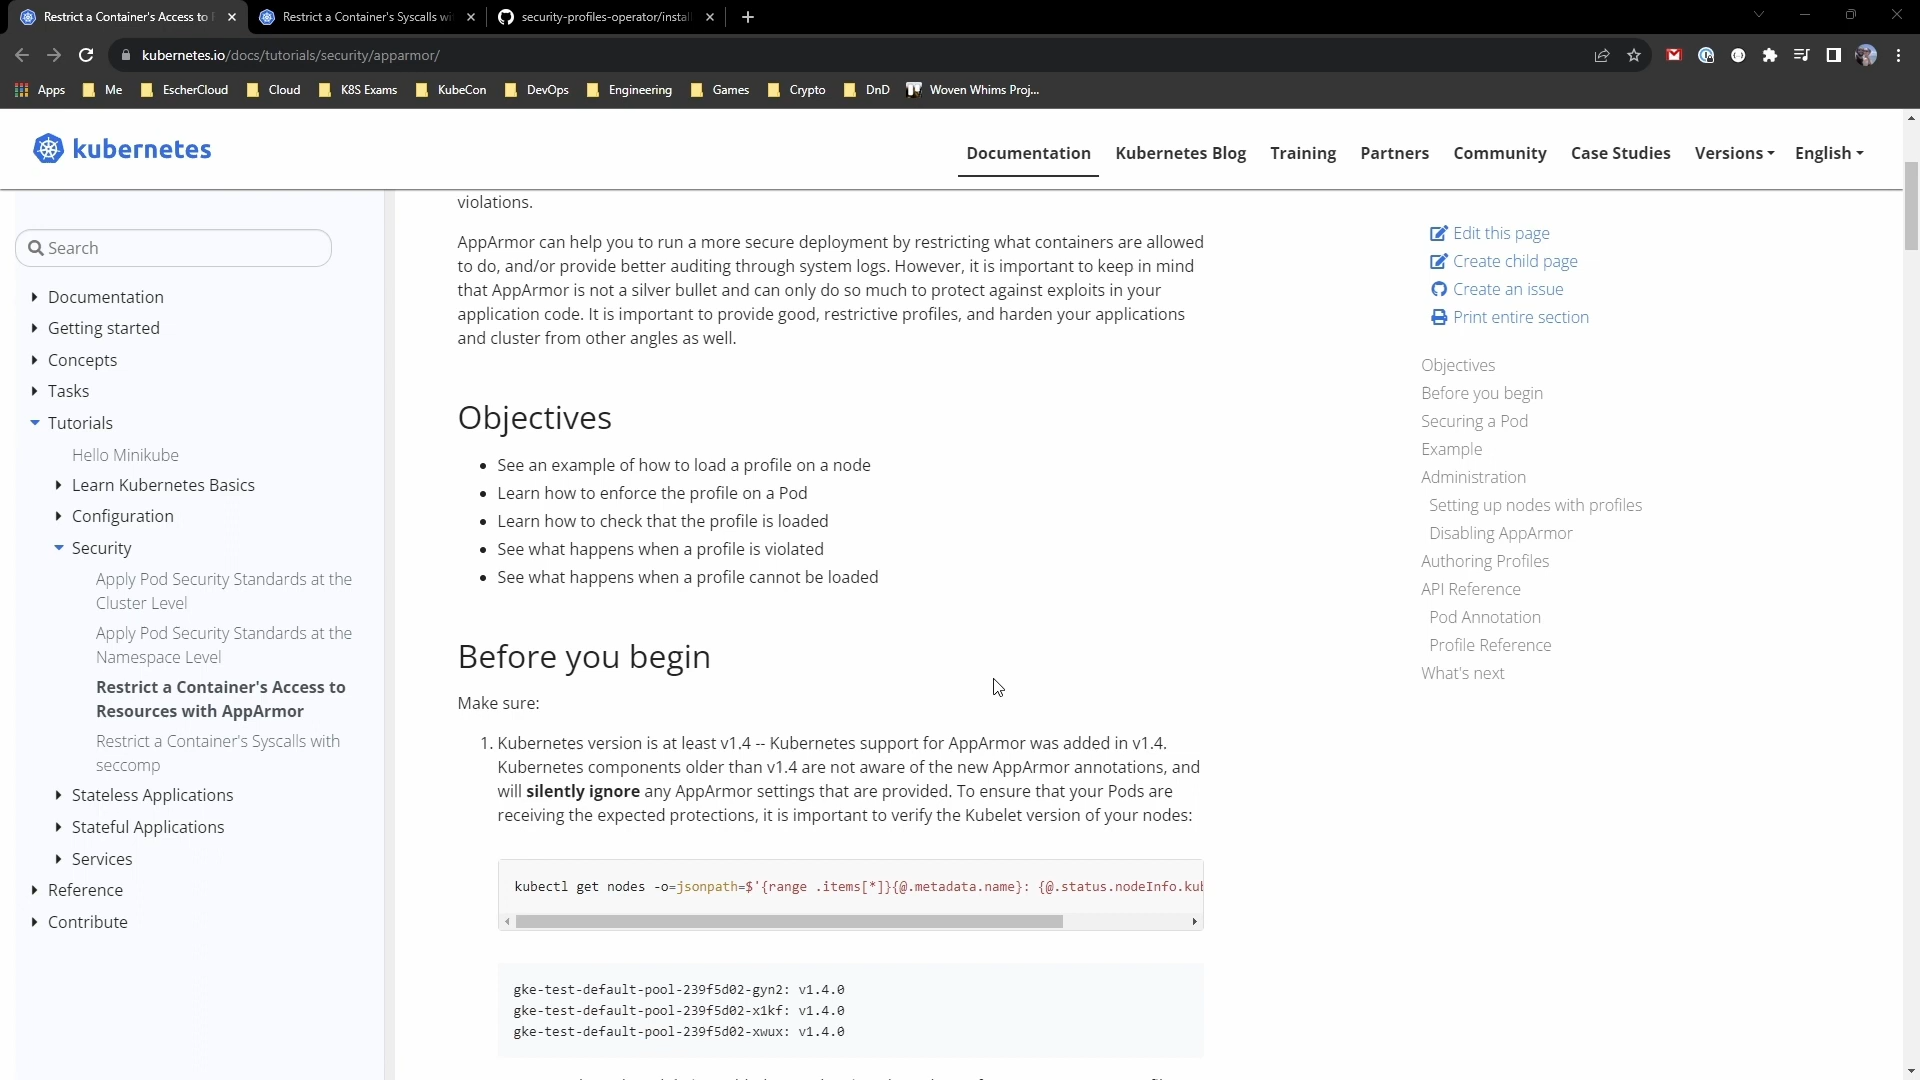 Restrict a Container's Access to
Restrict a Container's Syscalls wi
security-profiles-operator/instal
kubernetes.io/docs/tutorials/security/apparmor/
Apps
Me
EscherCloud
Cloud
K8S Exams
KubeCon
DevOps
Engineering
Games
Crypto
DnD
Woven Whims Proj...
kubernetes
Documentation
Kubernetes Blog
Training
Partners
Community
Case Studies
Versions
English
Search
Documentation
Getting started
Concepts
Tasks
Tutorials
Hello Minikube
Learn Kubernetes Basics
Configuration
Security
Apply Pod Security Standards at the
Cluster Level
Apply Pod Security Standards at the
Namespace Level
Restrict a Container's Access to
Resources with AppArmor
Restrict a Container's Syscalls with
seccomp
Stateless Applications
Stateful Applications
Services
Reference
Contribute
violations.
AppArmor can help you to run a more secure deployment by restricting what containers are allowed
to do, and/or provide better auditing through system logs. However, it is important to keep in mind
that AppArmor is not a silver bullet and can only do so much to protect against exploits in your
application code. It is important to provide good, restrictive profiles, and harden your applications
and cluster from other angles as well.
Objectives
• See an example of how to load a profile on a node
• Learn how to enforce the profile on a Pod
• Learn how to check that the profile is loaded
• See what happens when a profile is violated
• See what happens when a profile cannot be loaded
Before you begin
Make sure:
1. Kubernetes version is at least v1.4 -- Kubernetes support for AppArmor was added in v1.4.
Kubernetes components older than v1.4 are not aware of the new AppArmor annotations, and
will silently ignore any AppArmor settings that are provided. To ensure that your Pods are
receiving the expected protections, it is important to verify the Kubelet version of your nodes:
kubectl get nodes -o=jsonpath=$'{range .items[*]}{@.metadata.name}: {@.status.nodeInfo.kub
gke-test-default-pool-239f5d02-gyn2: v1.4.0
gke-test-default-pool-239f5d02-x1kf: v1.4.0
gke-test-default-pool-239f5d02-xwux: v1.4.0
Edit this page
Create child page
Create an issue
Print entire section
Objectives
Before you begin
Securing a Pod
Example
Administration
Setting up nodes with profiles
Disabling AppArmor
Authoring Profiles
API Reference
Pod Annotation
Profile Reference
What's next